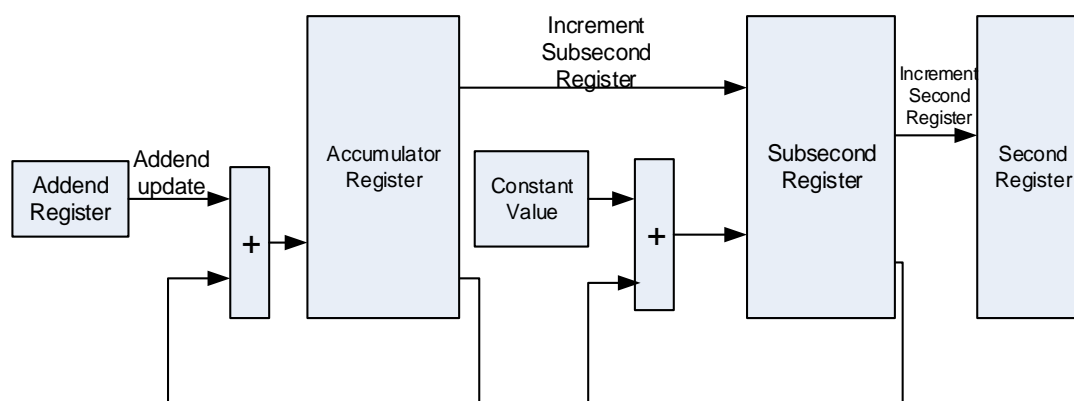 Increment
Subsecond
Register
Increment
Second
Register
Addend
update
Accumulator
Register
Addend
Register
Constant
Value
Subsecond
Register
Second
Register
+
+